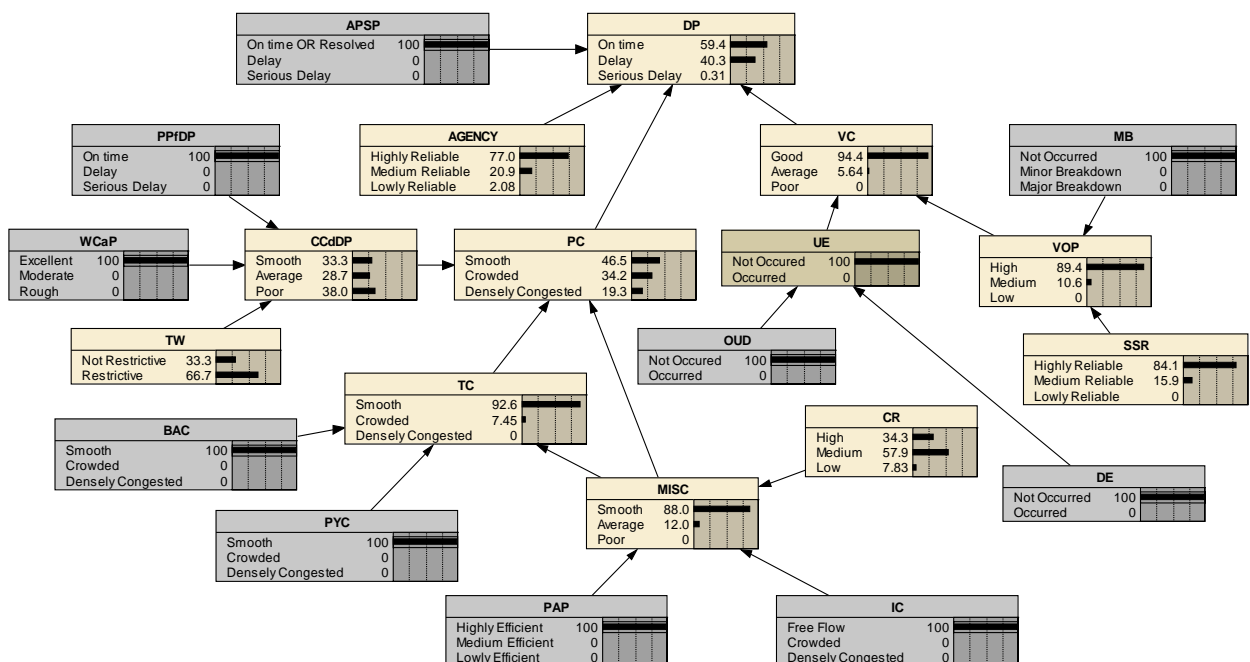 APSP
On time OR Resolved 100
Delay 0
Serious Delay 0
DP
On time 59.4
Delay 40.3
Serious Delay 0.31
PPfDP
On time 100
Delay 0
Serious Delay 0
AGENCY
Highly Reliable 77.0
Medium Reliable 20.9
Lowly Reliable 2.08
VC
Good 94.4
Average 5.64
Poor 0
MB
Not Occurred 100
Minor Breakdown 0
Major Breakdown 0
WCaP
Excellent 100
Moderate 0
Rough 0
CCdDP
Smooth 33.3
Average 28.7
Poor 38.0
PC
Smooth 46.5
Crowded 34.2
Densely Congested 19.3
UE
Not Occured 100
Occurred 0
VOP
High 89.4
Medium 10.6
Low 0
TW
Not Restrictive 33.3
Restrictive 66.7
OUD
Not Occured 100
Occurred 0
SSR
Highly Reliable 84.1
Medium Reliable 15.9
Lowly Reliable 0
TC
Smooth 92.6
Crowded 7.45
Densely Congested 0
BAC
Smooth 100
Crowded 0
Densely Congested 0
CR
High 34.3
Medium 57.9
Low 7.83
MISC
Smooth 88.0
Average 12.0
Poor 0
DE
Not Occurred 100
Occurred 0
PYC
Smooth 100
Crowded 0
Densely Congested 0
PAP
Highly Efficient 100
Medium Efficient 0
Lowly Efficient 0
IC
Free Flow 100
Crowded 0
Densely Congested 0